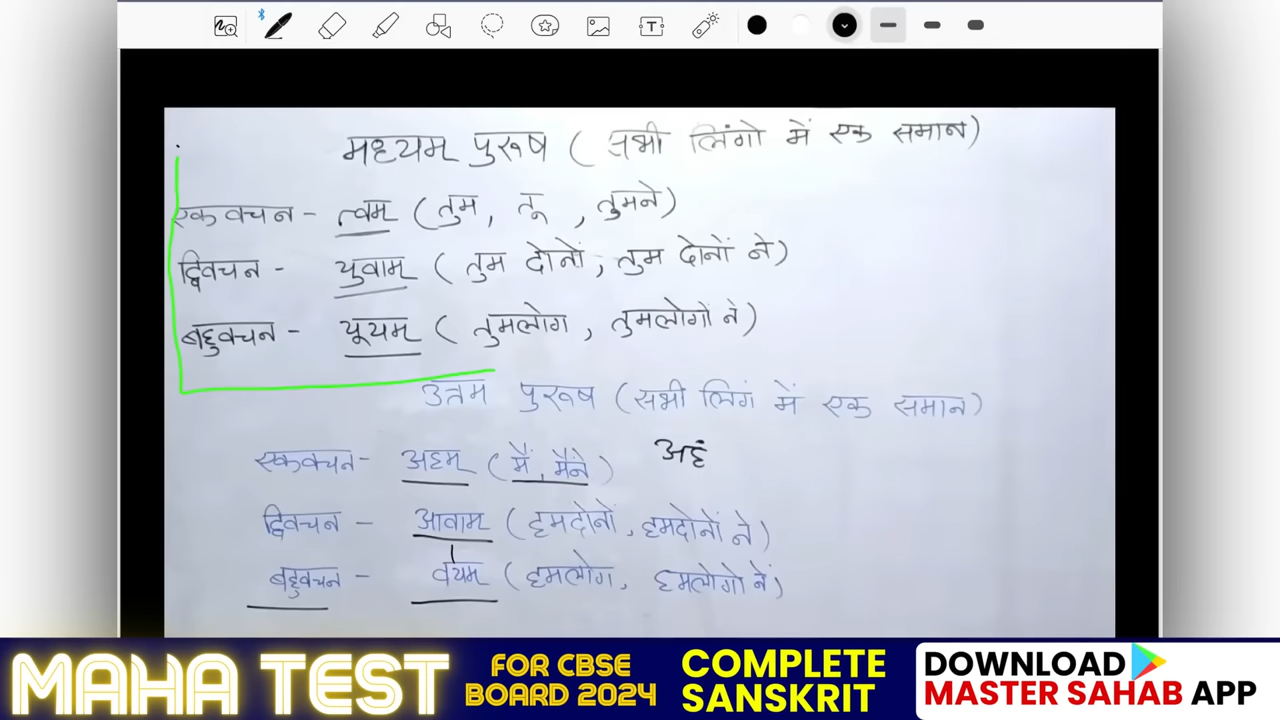 मध्यम पुरूष ( सभी लिंगो में एक समान)
एकवचन - त्वम् (तुम, तू, तुमने)
द्विवचन - युवाम् ( तुम दोनों, तुम दोनों ने)
बहुवचन - यूयम् ( तुमलोग, तुमलोगों ने)
उत्तम पुरूष (सभी लिंग में एक समान)
एकवचन - अहम् (मैं, मैंने) अहं
द्विवचन - आवाम् (हमदोनों, हमदोनों ने)
बहुवचन - वयम् (हमलोग, हमलोगो ने)
MAHA TEST FOR CBSE BOARD 2024 COMPLETE SANSKRIT DOWNLOAD MASTER SAHAB APP